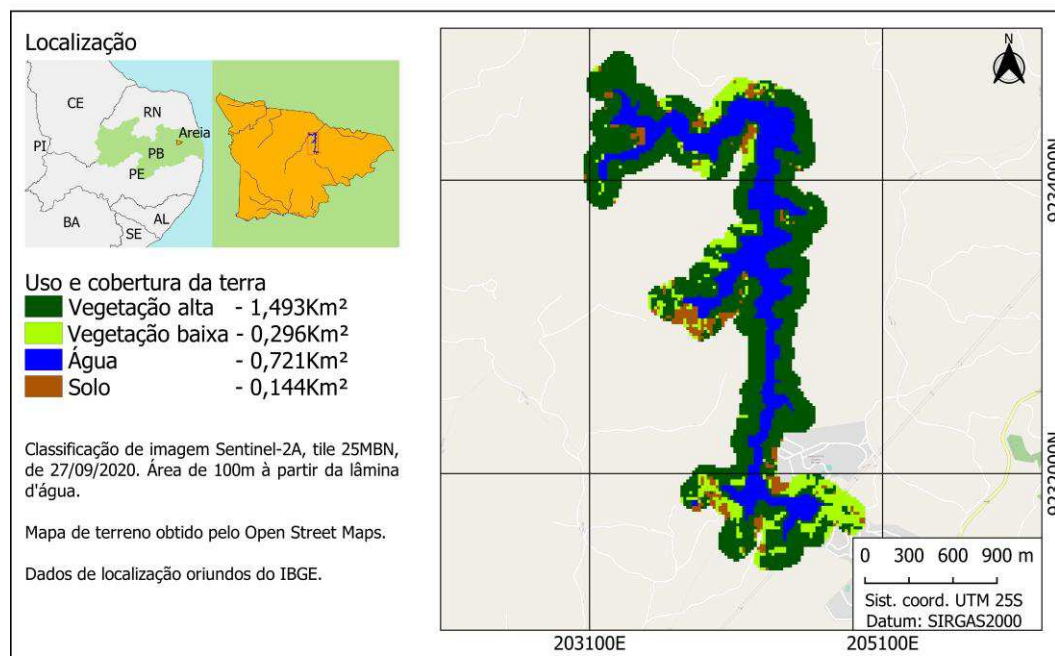 Localização
CE
RN
Areia
PI
PB
PE
BA
AL
SE
Uso e cobertura da terra
Vegetação alta - 1,493Km²
Vegetação baixa - 0,296Km²
Água - 0,721Km²
Solo - 0,144Km²
Classificação de imagem Sentinel-2A, tile 25MBN,
de 27/09/2020. Área de 100m à partir da lâmina
d'água.
Mapa de terreno obtido pelo Open Street Maps.
Dados de localização oriundos do IBGE.
N
9234000N
9232000N
0 300 600 900 m
Sist. coord. UTM 25S
Datum: SIRGAS2000
203100E
205100E